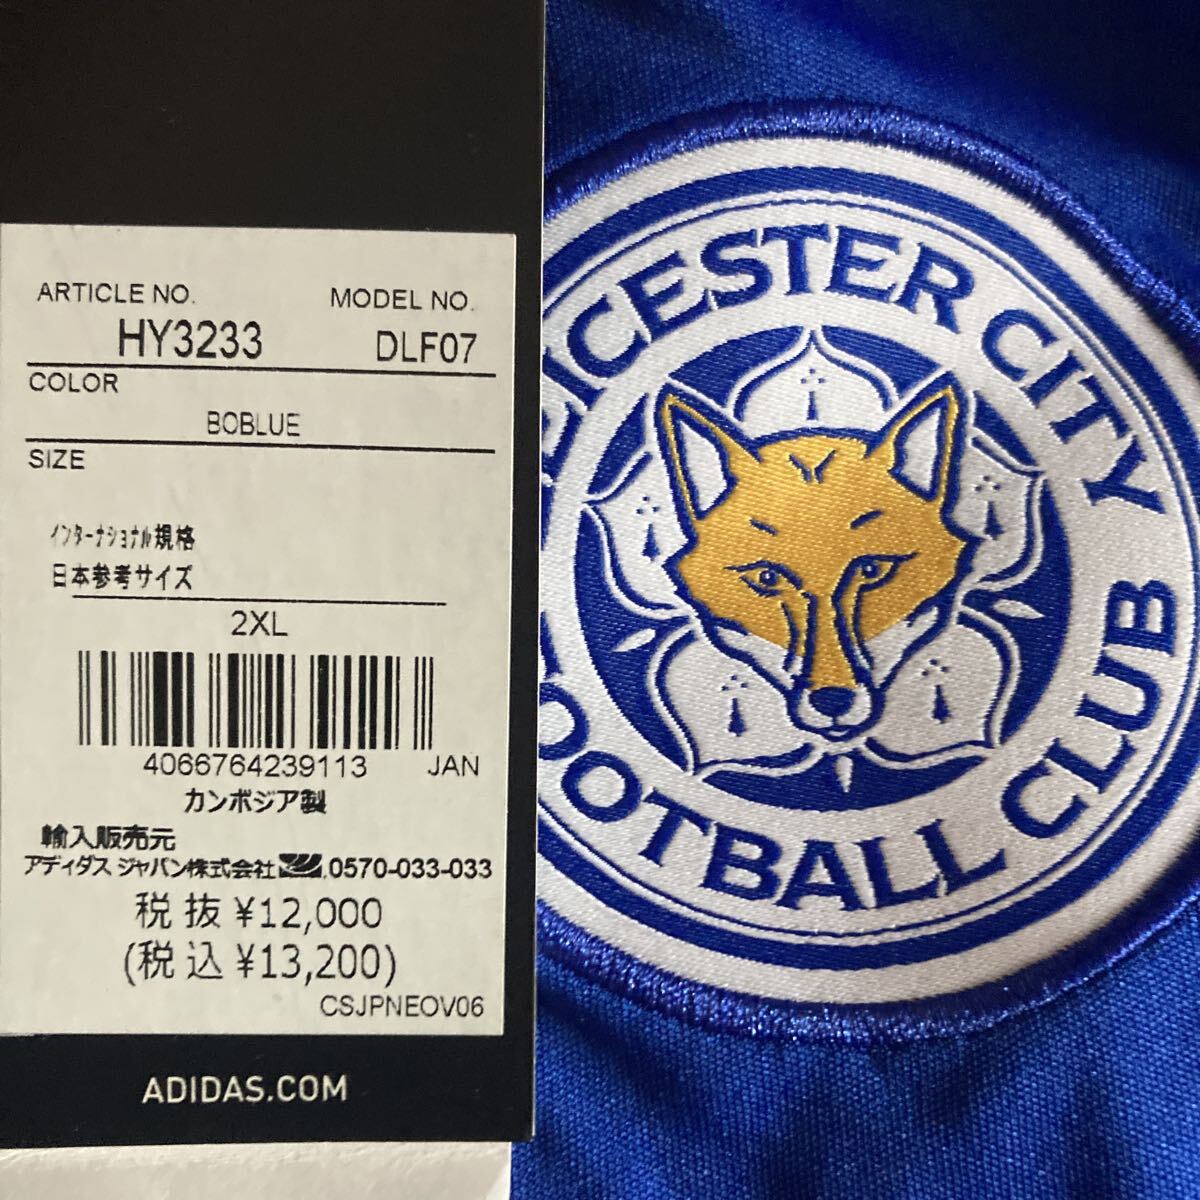 ARTICLE NO. MODEL NO.
HY3233 DLF07
COLOR
BOBLUE
SIZE
インターナショナル規格
日本参考サイズ
2XL
4066764239113 JAN
カンボジア製
輸入販売元
アディダス ジャパン株式会社 0570-033-033
税 抜 ¥12,000
(税 込 ¥13,200)
CSJPNEOV06
ADIDAS.COM
EICESTER CITY
FOOTBALL CLUB